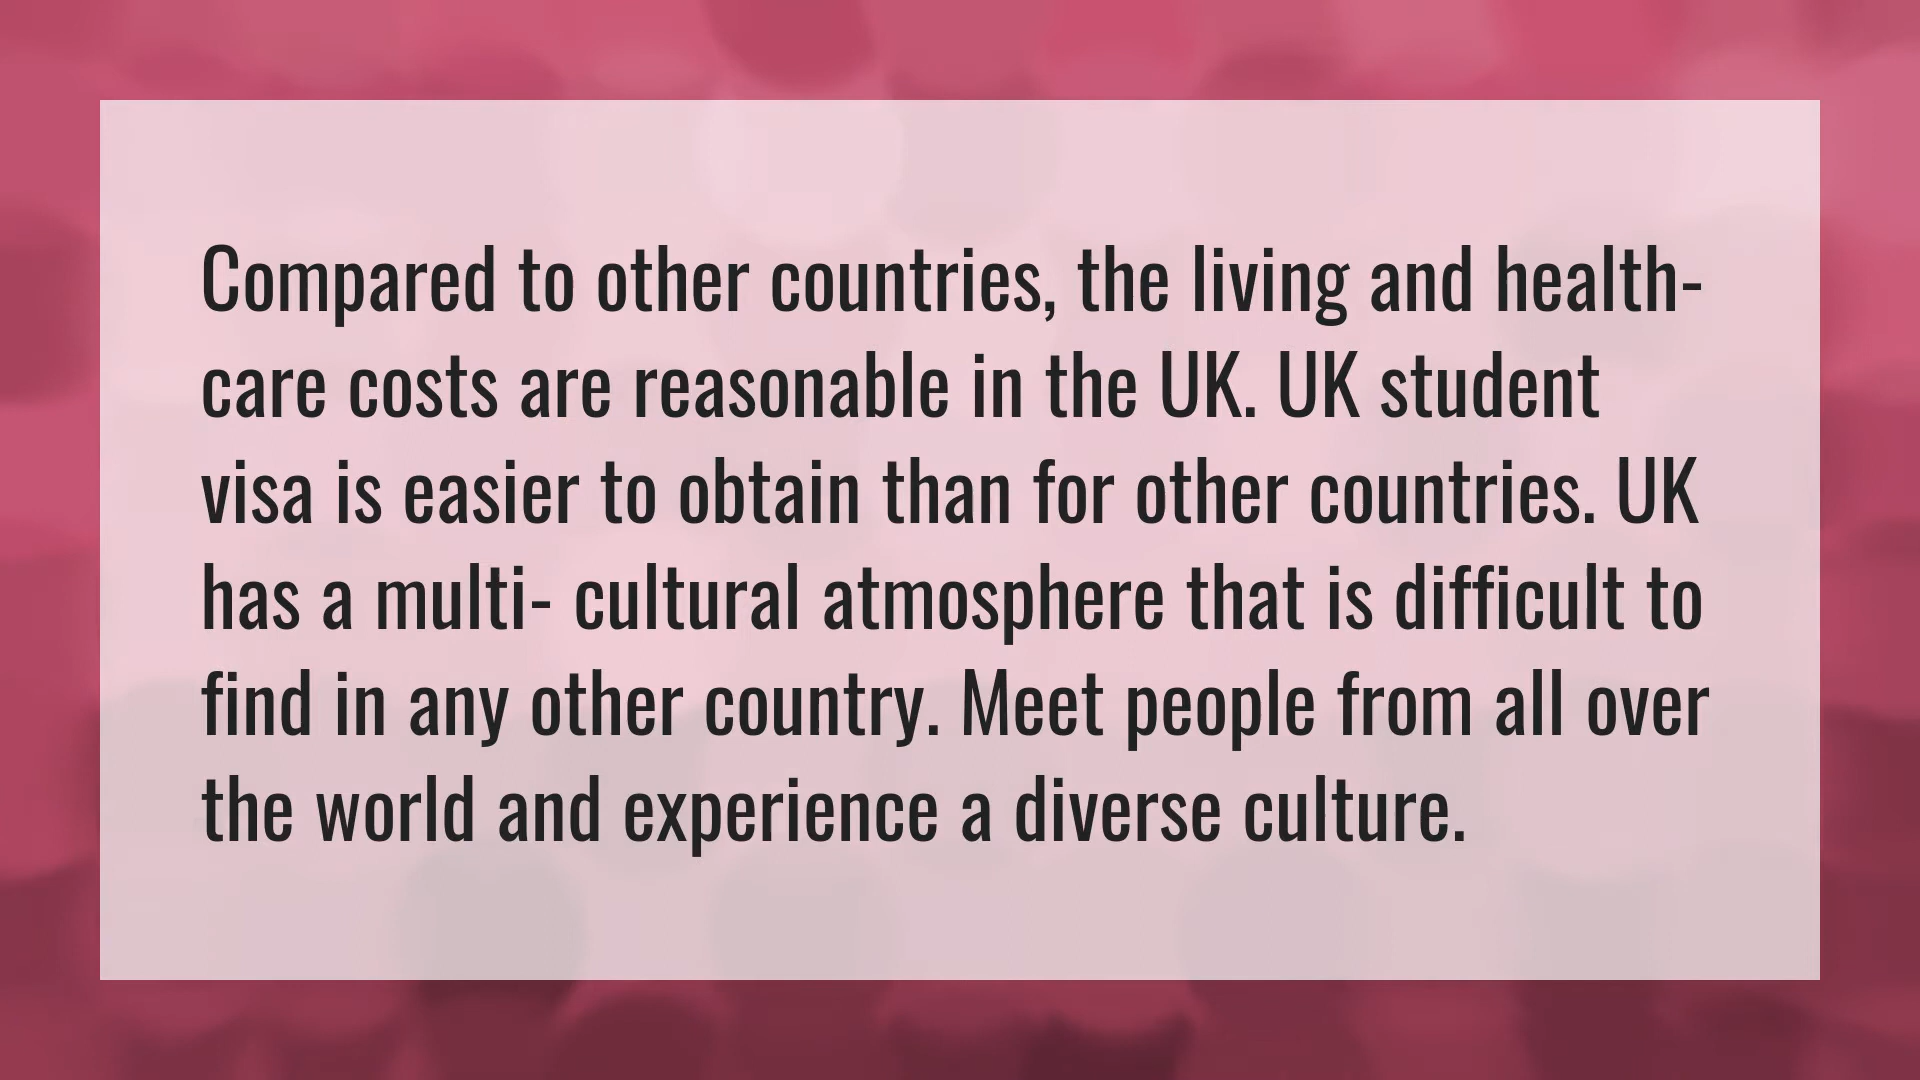 Compared to other countries, the living and health-
care costs are reasonable in the UK. UK student
visa is easier to obtain than for other countries. UK
has a multi- cultural atmosphere that is difficult to
find in any other country. Meet people from all over
the world and experience a diverse culture.